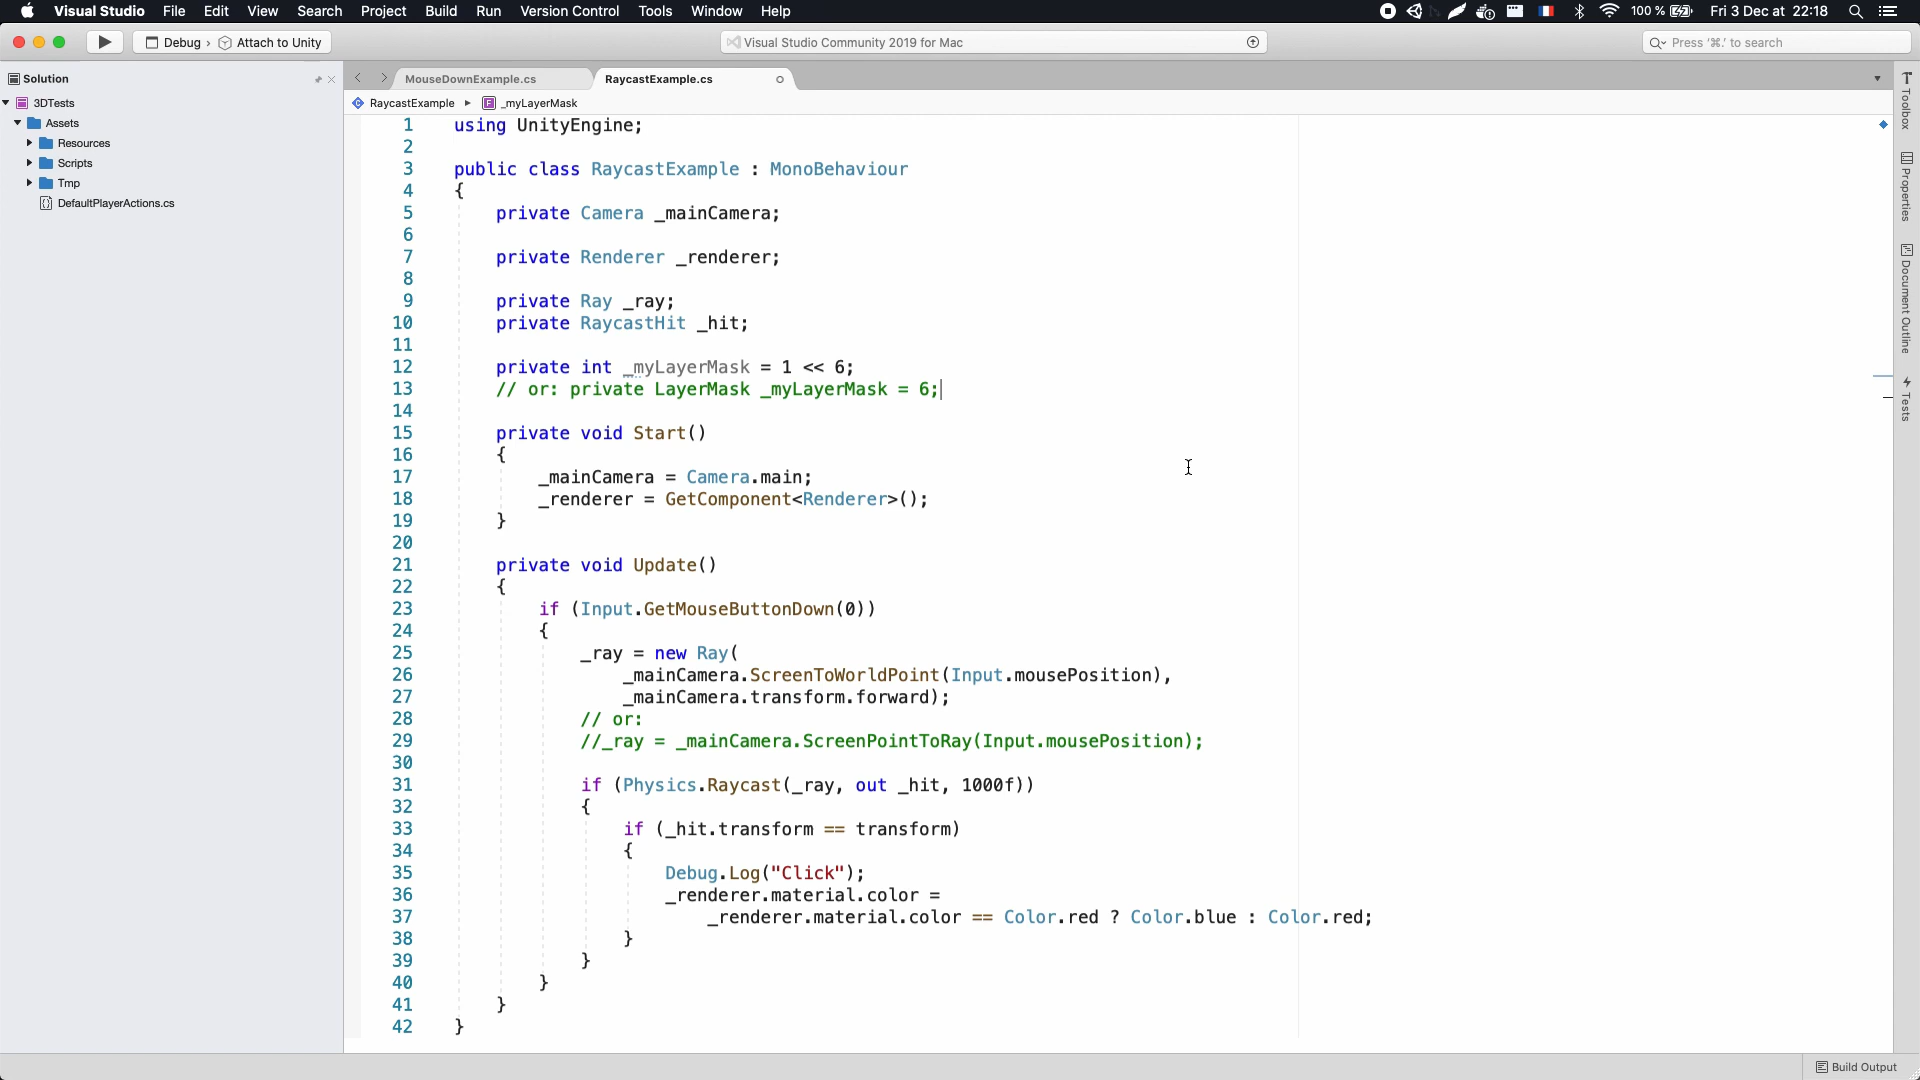 Visual Studio File Edit View Search Project Build Run Version Control Tools Window Help 100 % Fri 3 Dec at 22:18
Debug › Attach to Unity Visual Studio Community 2019 for Mac Press '⌘.' to search
Solution
3DTests
Assets
Resources
Scripts
Tmp
DefaultPlayerActions.cs
MouseDownExample.cs RaycastExample.cs
RaycastExample ▸ _myLayerMask
1 using UnityEngine;
2
3 public class RaycastExample : MonoBehaviour
4 {
5 private Camera _mainCamera;
6
7 private Renderer _renderer;
8
9 private Ray _ray;
10 private RaycastHit _hit;
11
12 private int _myLayerMask = 1 << 6;
13 // or: private LayerMask _myLayerMask = 6;
14
15 private void Start()
16 {
17 _mainCamera = Camera.main;
18 _renderer = GetComponent<Renderer>();
19 }
20
21 private void Update()
22 {
23 if (Input.GetMouseButtonDown(0))
24 {
25 _ray = new Ray(
26 _mainCamera.ScreenToWorldPoint(Input.mousePosition),
27 _mainCamera.transform.forward);
28 // or:
29 //_ray = _mainCamera.ScreenPointToRay(Input.mousePosition);
30
31 if (Physics.Raycast(_ray, out _hit, 1000f))
32 {
33 if (_hit.transform == transform)
34 {
35 Debug.Log("Click");
36 _renderer.material.color =
37 _renderer.material.color == Color.red ? Color.blue : Color.red;
38 }
39 }
40 }
41 }
42 }
Toolbox
Properties
Document Outline
Tests
Build Output